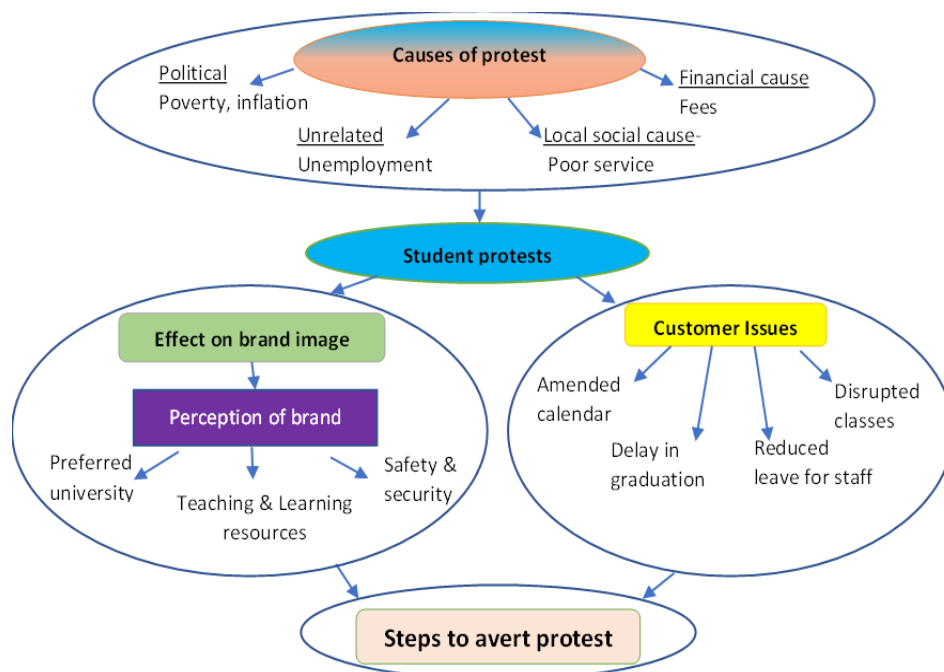 Causes of protest
Political
Poverty, inflation
Financial cause
Fees
Unrelated
Unemployment
Local social cause-
Poor service
Student protests
Effect on brand image
Perception of brand
Preferred
university
Teaching & Learning
resources
Safety &
security
Customer Issues
Amended
calendar
Delay in
graduation
Reduced
leave for staff
Disrupted
classes
Steps to avert protest